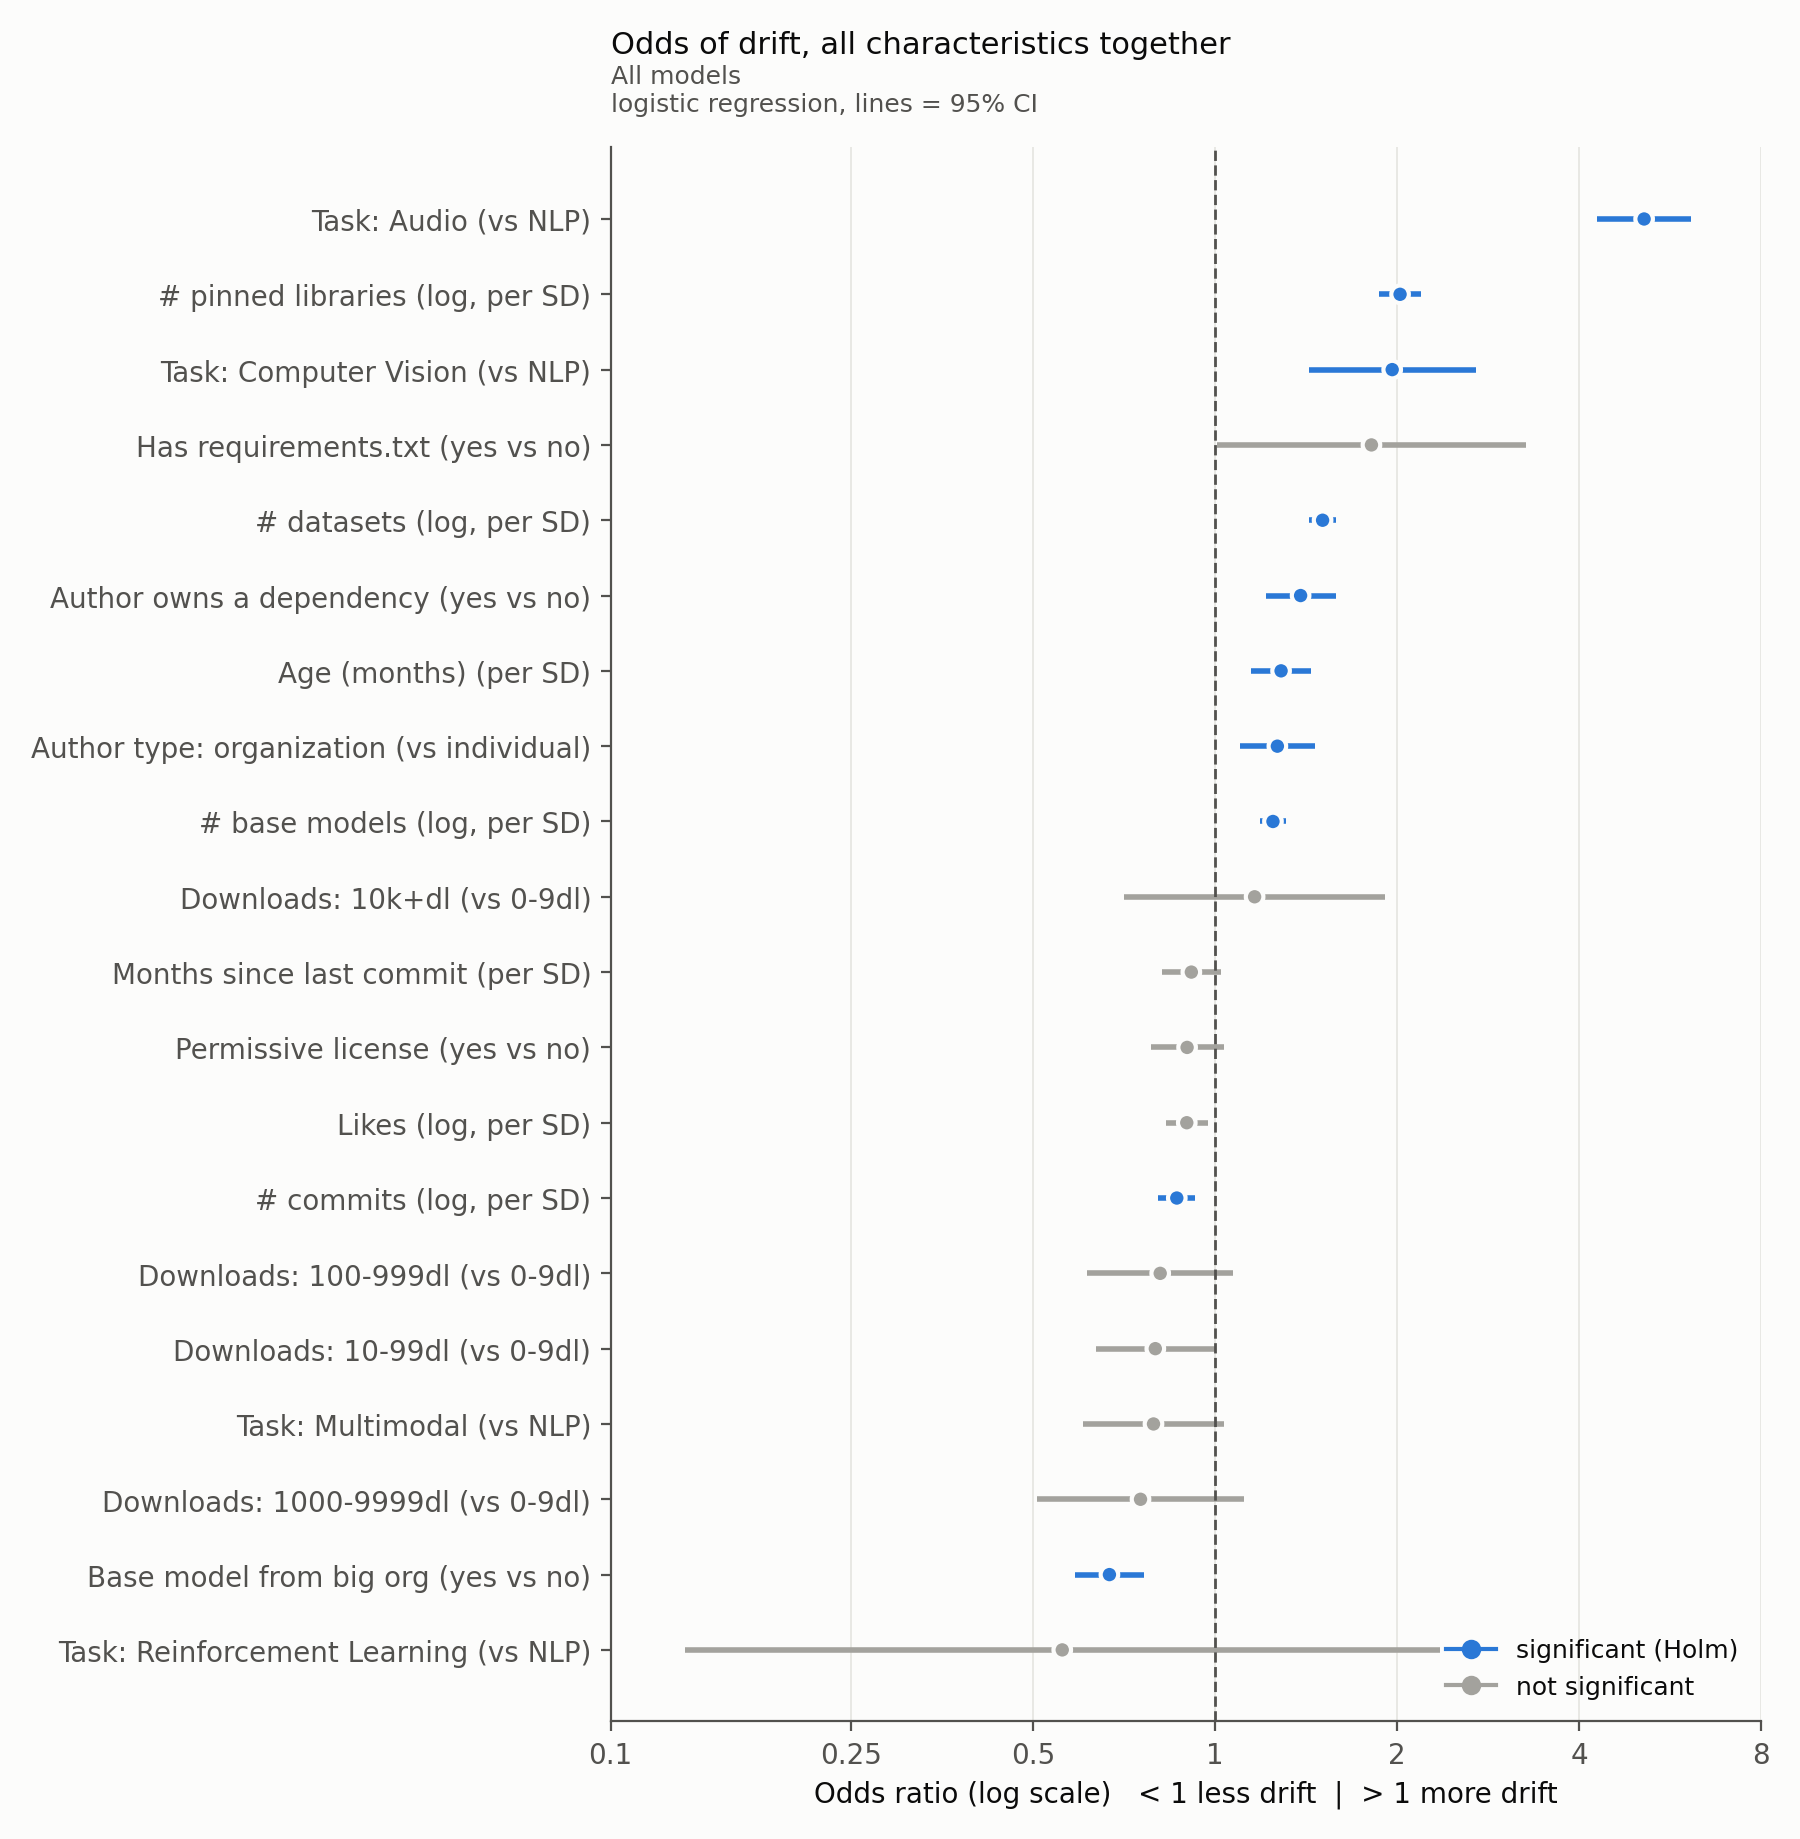 Odds of drift, all characteristics together
All models
logistic regression, lines = 95% CI
Task: Audio (vs NLP)
# pinned libraries (log, per SD)
Task: Computer Vision (vs NLP)
Has requirements.txt (yes vs no)
# datasets (log, per SD)
Author owns a dependency (yes vs no)
Age (months) (per SD)
Author type: organization (vs individual)
# base models (log, per SD)
Downloads: 10k+dl (vs 0-9dl)
Months since last commit (per SD)
Permissive license (yes vs no)
Likes (log, per SD)
# commits (log, per SD)
Downloads: 100-999dl (vs 0-9dl)
Downloads: 10-99dl (vs 0-9dl)
Task: Multimodal (vs NLP)
Downloads: 1000-9999dl (vs 0-9dl)
Base model from big org (yes vs no)
Task: Reinforcement Learning (vs NLP)
significant (Holm)
not significant
0.1 0.25 0.5 1 2 4 8
Odds ratio (log scale) < 1 less drift | > 1 more drift